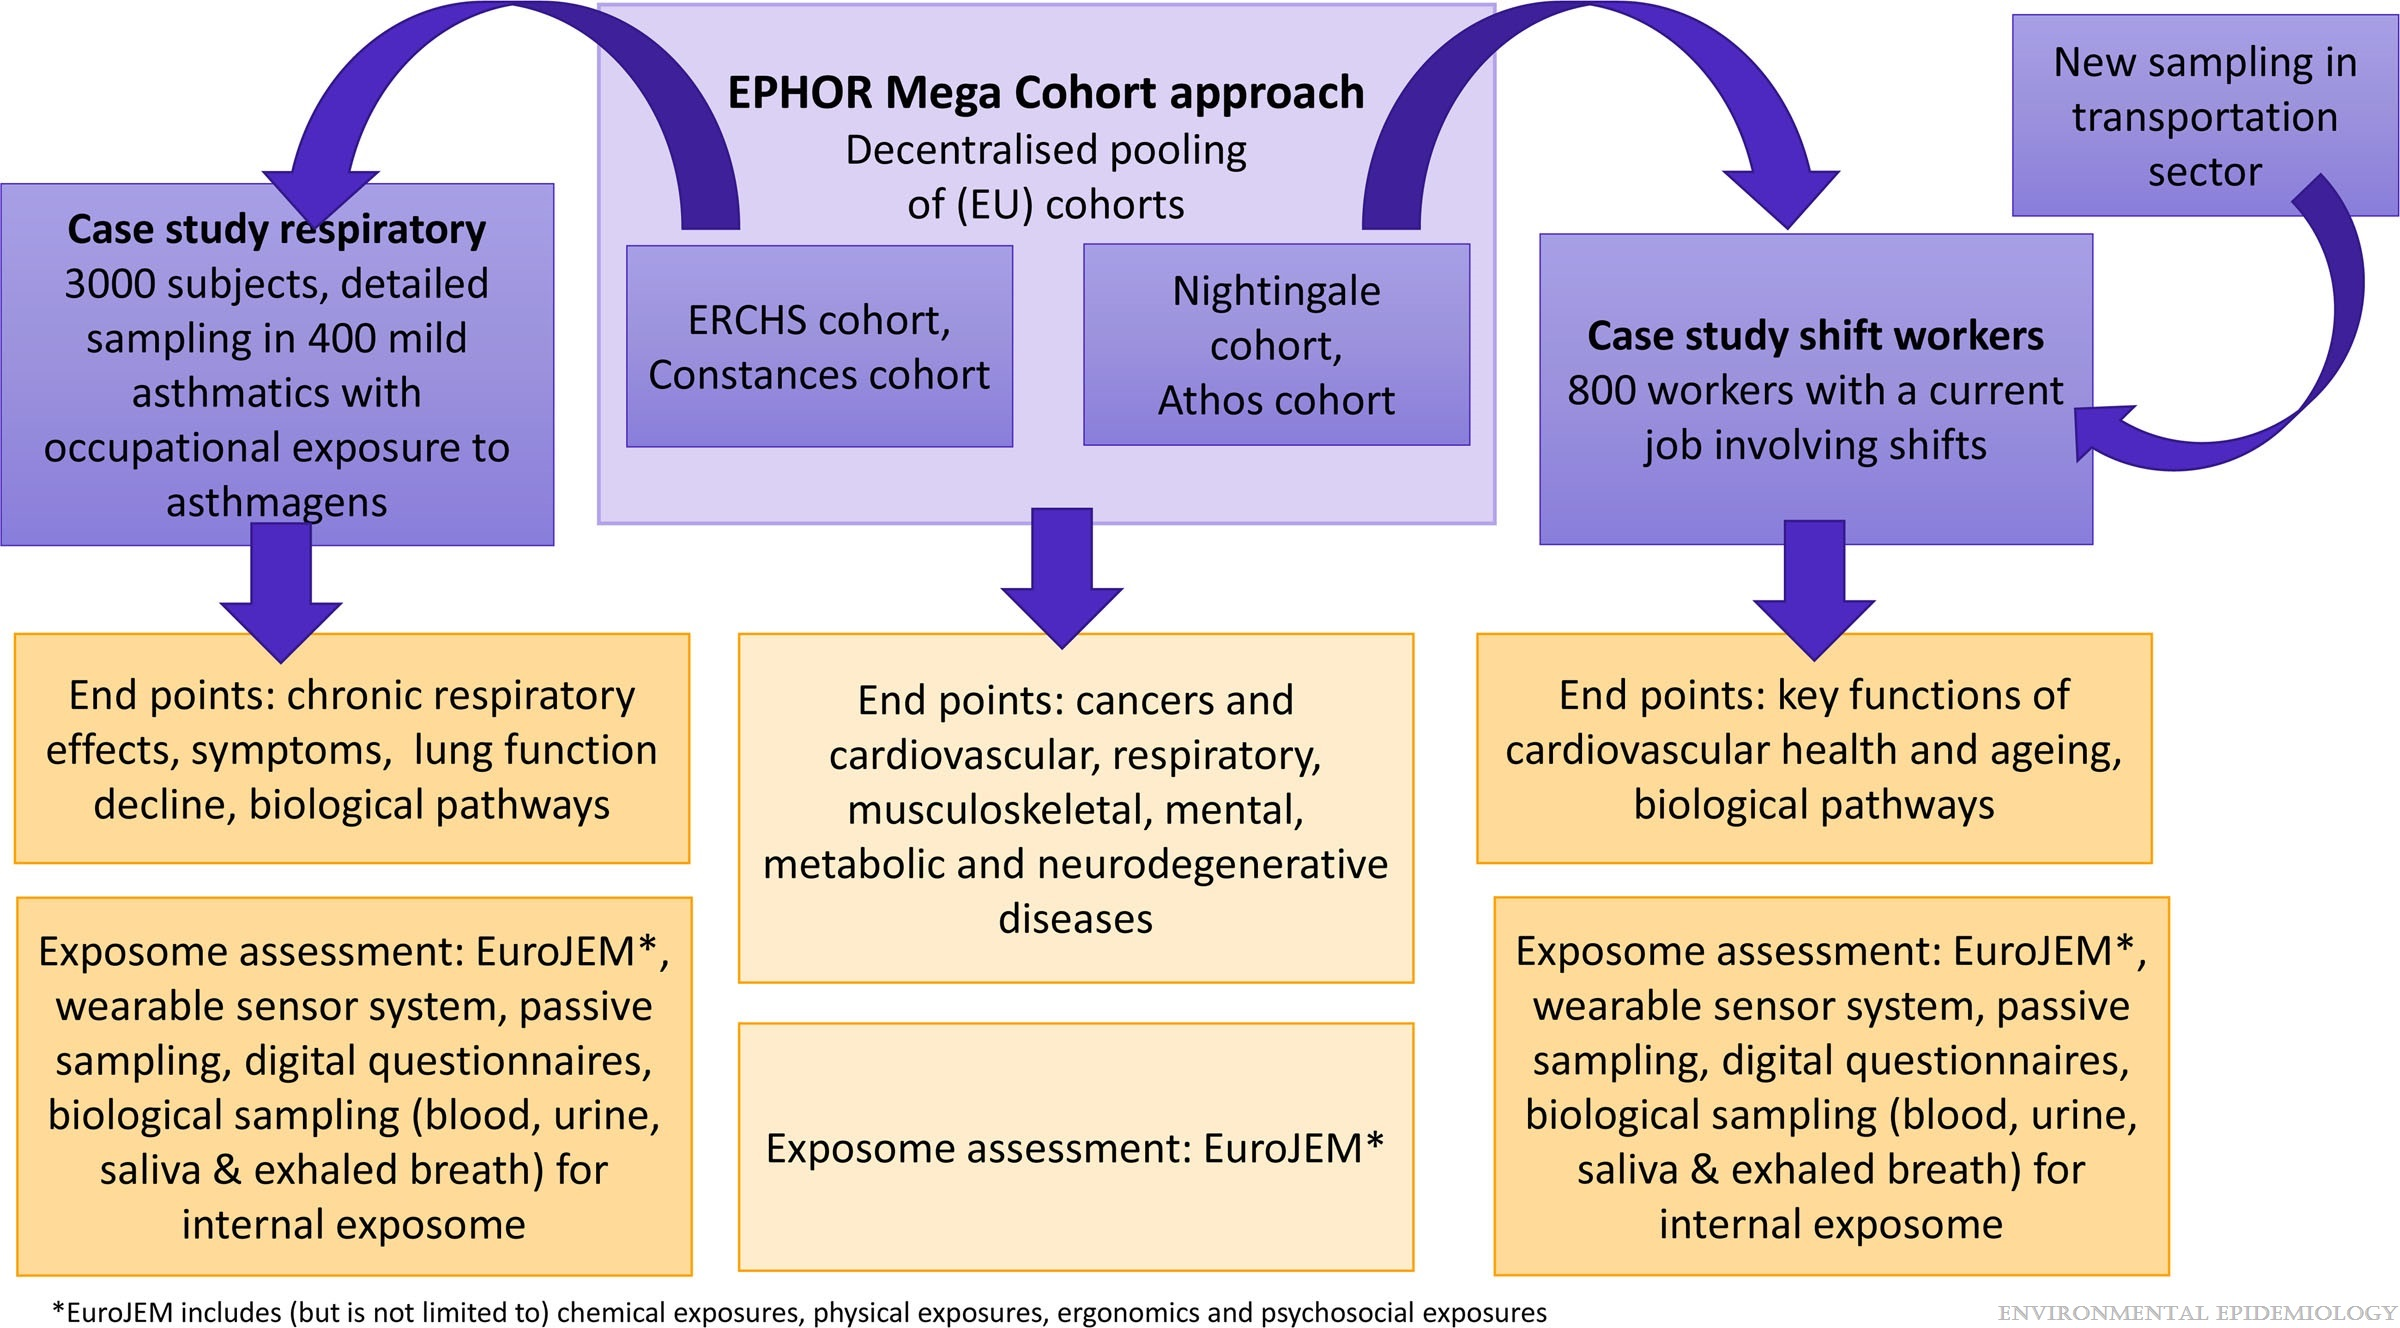 EPHOR Mega Cohort approach
Decentralised pooling
of (EU) cohorts
New sampling in
transportation
sector
Case study respiratory
3000 subjects, detailed
sampling in 400 mild
asthmatics with
occupational exposure to
asthmagens
ERCHS cohort,
Constances cohort
Nightingale
cohort,
Athos cohort
Case study shift workers
800 workers with a current
job involving shifts
End points: chronic respiratory
effects, symptoms,  lung function
decline, biological pathways
End points: cancers and
cardiovascular, respiratory,
musculoskeletal, mental,
metabolic and neurodegenerative
diseases
End points: key functions of
cardiovascular health and ageing,
biological pathways
Exposome assessment: EuroJEM*,
wearable sensor system, passive
sampling, digital questionnaires,
biological sampling (blood, urine,
saliva & exhaled breath) for
internal exposome
Exposome assessment: EuroJEM*
Exposome assessment: EuroJEM*,
wearable sensor system, passive
sampling, digital questionnaires,
biological sampling (blood, urine,
saliva & exhaled breath) for
internal exposome
*EuroJEM includes (but is not limited to) chemical exposures, physical exposures, ergonomics and psychosocial exposures
ENVIRONMENTAL EPIDEMIOLOGY